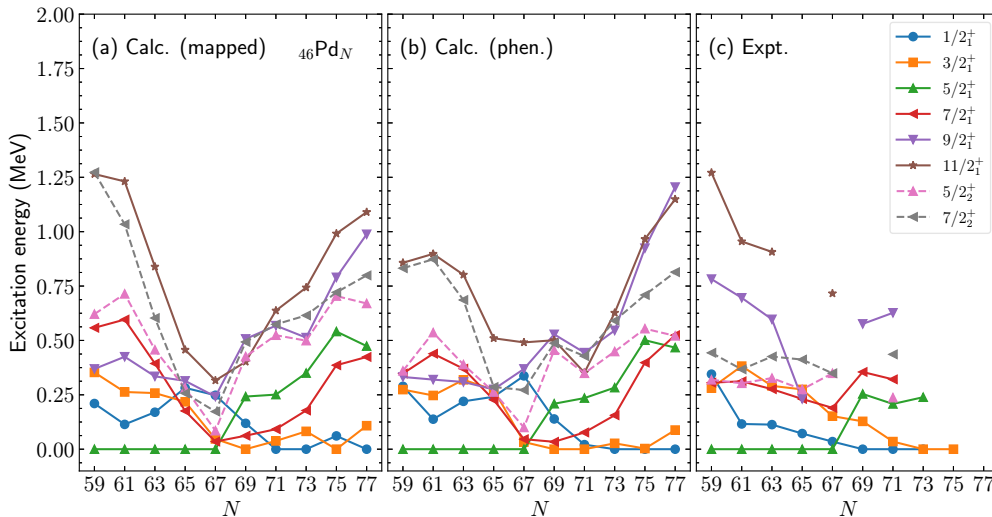 (a) Calc. (mapped) ₄₆Pd_N
(b) Calc. (phen.)
(c) Expt.
1/2₁⁺
3/2₁⁺
5/2₁⁺
7/2₁⁺
9/2₁⁺
11/2₁⁺
5/2₂⁺
7/2₂⁺
Excitation energy (MeV)
2.00
1.75
1.50
1.25
1.00
0.75
0.50
0.25
0.00
59 61 63 65 67 69 71 73 75 77
59 61 63 65 67 69 71 73 75 77
59 61 63 65 67 69 71 73 75 77
N
N
N